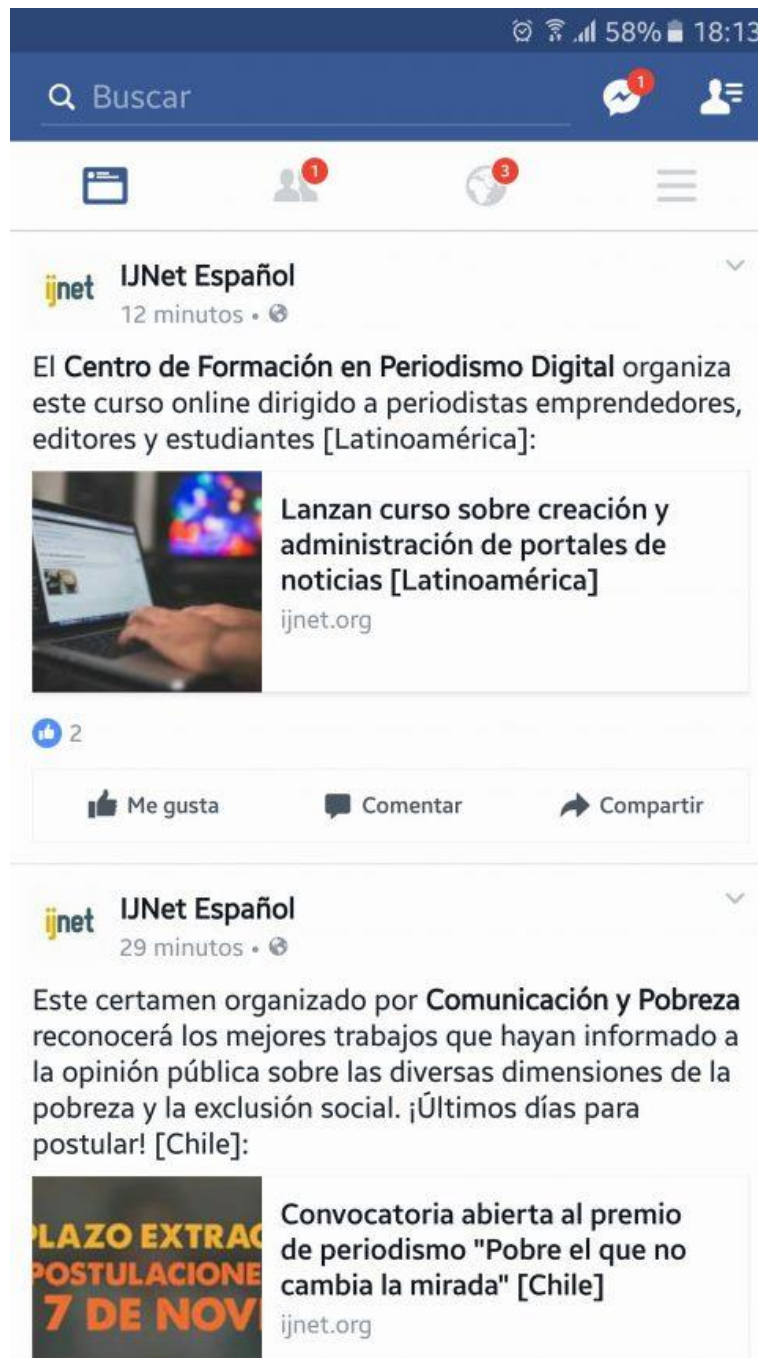 58% 18:13
Buscar
1
1
3
ijnet
IJNet Español
12 minutos •
El Centro de Formación en Periodismo Digital organiza
este curso online dirigido a periodistas emprendedores,
editores y estudiantes [Latinoamérica]:
Lanzan curso sobre creación y
administración de portales de
noticias [Latinoamérica]
ijnet.org
2
Me gusta Comentar Compartir
ijnet
IJNet Español
29 minutos •
Este certamen organizado por Comunicación y Pobreza
reconocerá los mejores trabajos que hayan informado a
la opinión pública sobre las diversas dimensiones de la
pobreza y la exclusión social. ¡Últimos días para
postular! [Chile]:
PLAZO EXTRAO
POSTULACIONE
7 DE NOVI
Convocatoria abierta al premio
de periodismo "Pobre el que no
cambia la mirada" [Chile]
ijnet.org